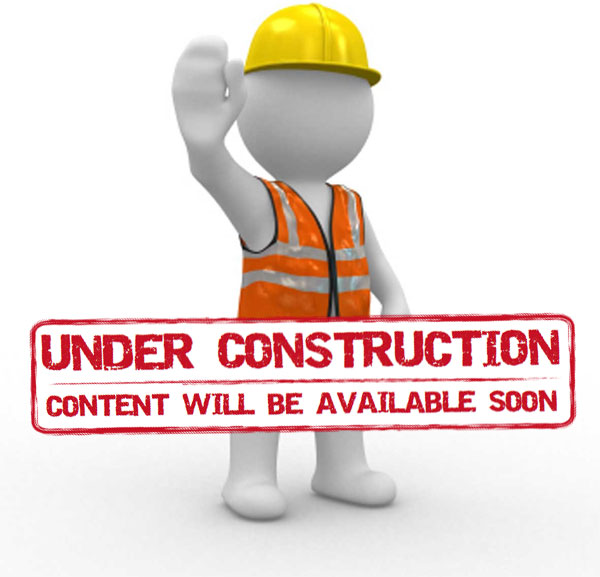 UNDER CONSTRUCTION
CONTENT WILL BE AVAILABLE SOON